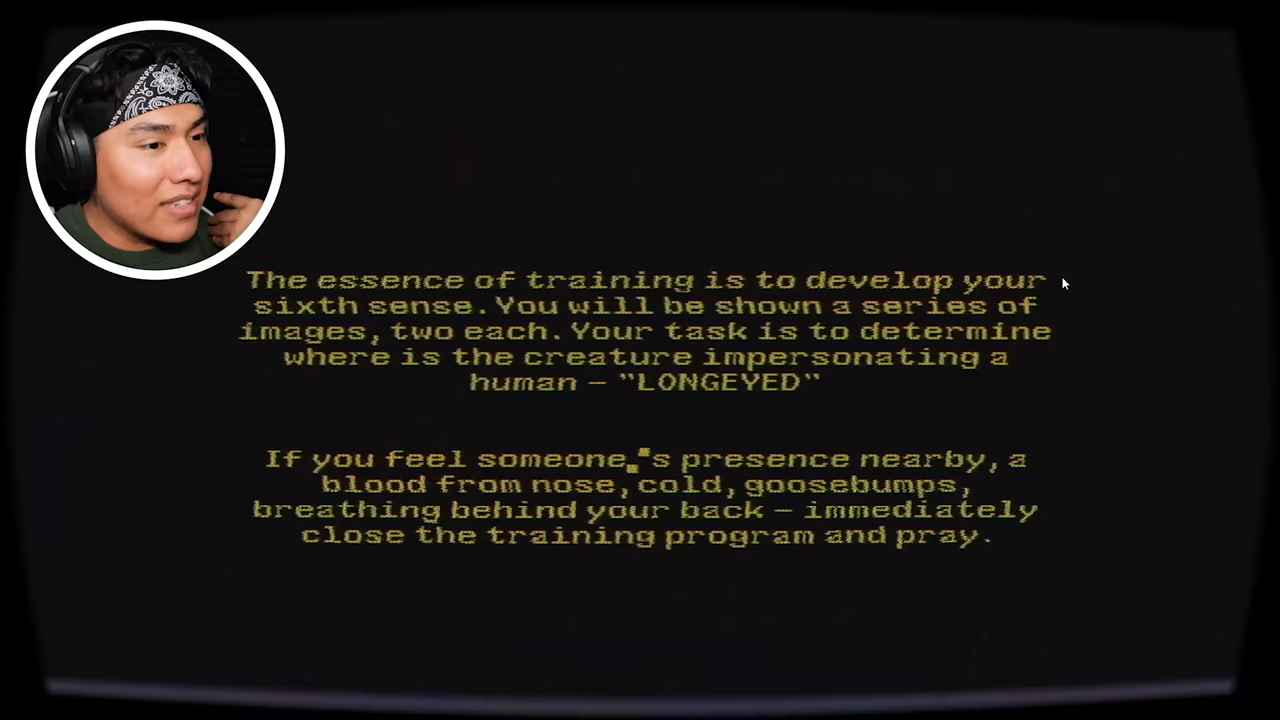 The essence of training is to develop your
sixth sense. You will be shown a series of
images, two each. Your task is to determine
where is the creature impersonating a
human – "LONGEYED"
If you feel someone„"s presence nearby, a
blood from nose, cold, goosebumps,
breathing behind your back – immediately
close the training program and pray.